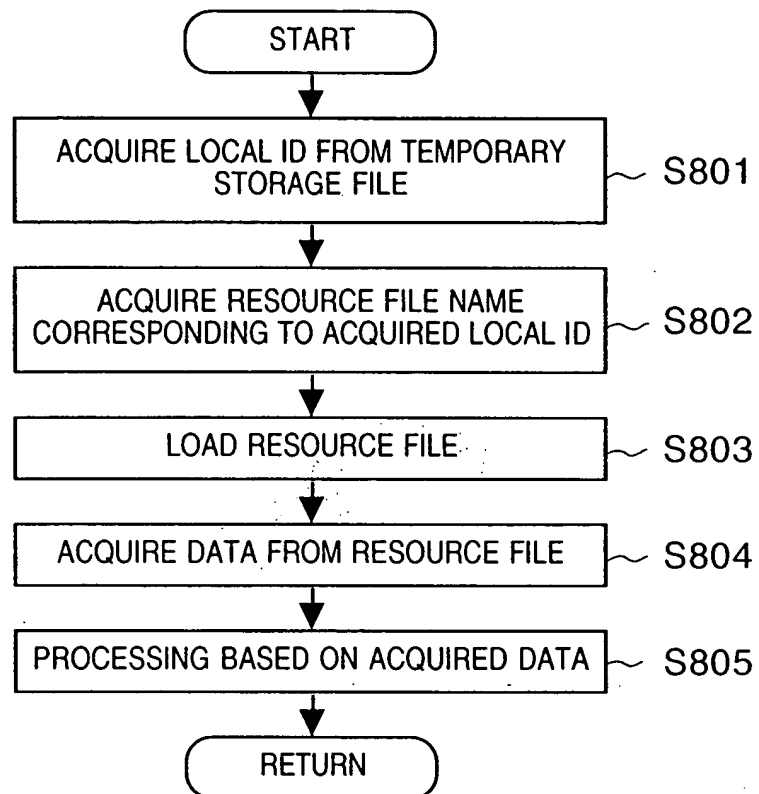 START
ACQUIRE LOCAL ID FROM TEMPORARY
STORAGE FILE
S801
ACQUIRE RESOURCE FILE NAME
CORRESPONDING TO ACQUIRED LOCAL ID
S802
LOAD RESOURCE FILE
S803
ACQUIRE DATA FROM RESOURCE FILE
S804
PROCESSING BASED ON ACQUIRED DATA
S805
RETURN